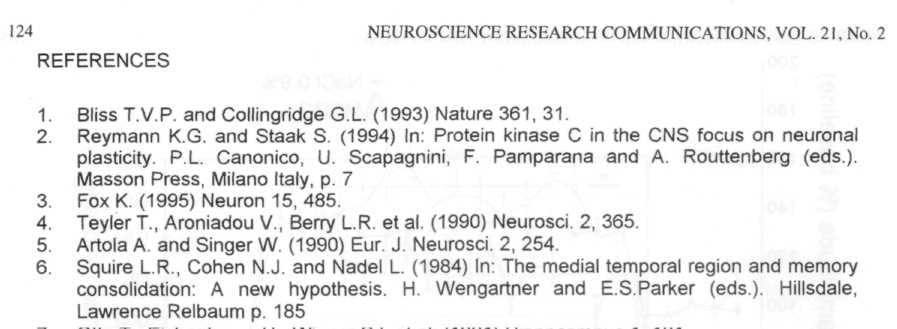 124
NEUROSCIENCE RESEARCH COMMUNICATIONS, VOL. 21, No. 2
REFERENCES
1. Bliss T.V.P. and Collingridge G.L. (1993) Nature 361, 31.
2. Reymann K.G. and Staak S. (1994) In: Protein kinase C in the CNS focus on neuronal
plasticity. P.L. Canonico, U. Scapagnini, F. Pamparana and A. Routtenberg (eds.).
Masson Press, Milano Italy, p. 7
3. Fox K. (1995) Neuron 15, 485.
4. Teyler T., Aroniadou V., Berry L.R. et al. (1990) Neurosci. 2, 365.
5. Artola A. and Singer W. (1990) Eur. J. Neurosci. 2, 254.
6. Squire L.R., Cohen N.J. and Nadel L. (1984) In: The medial temporal region and memory
consolidation: A new hypothesis. H. Wengartner and E.S.Parker (eds.), Hillsdale,
Lawrence Relbaum p. 185